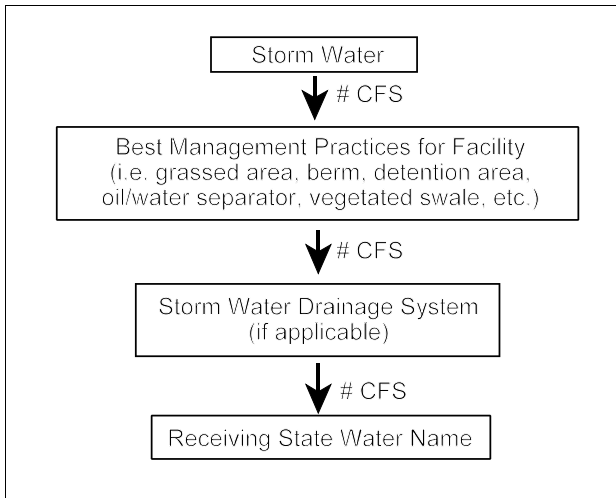 Storm Water
# CFS
Best Management Practices for Facility
(i.e. grassed area, berm, detention area,
oil/water separator, vegetated swale, etc.)
# CFS
Storm Water Drainage System
(if applicable)
# CFS
Receiving State Water Name